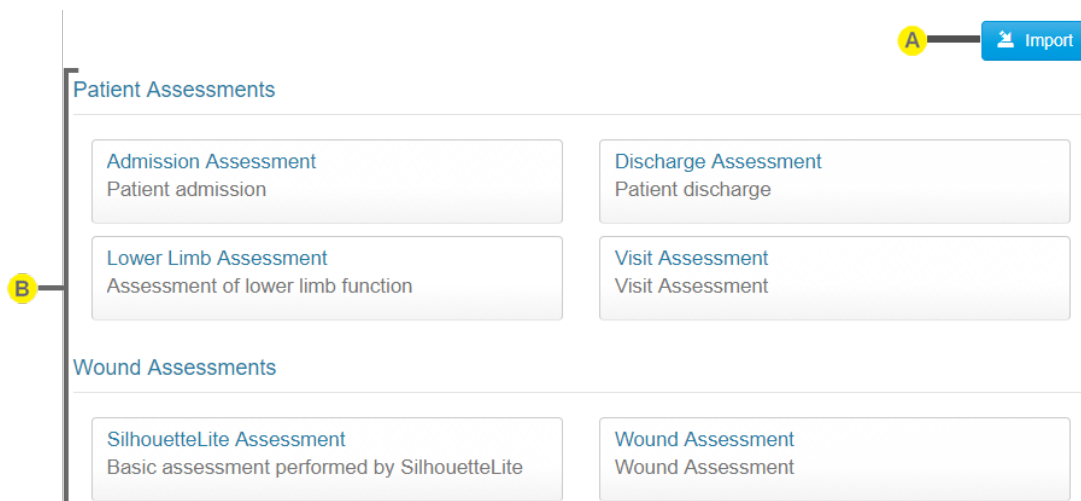 A
Import
Patient Assessments
Admission Assessment
Patient admission
Discharge Assessment
Patient discharge
Lower Limb Assessment
Assessment of lower limb function
Visit Assessment
Visit Assessment
B
Wound Assessments
SilhouetteLite Assessment
Basic assessment performed by SilhouetteLite
Wound Assessment
Wound Assessment